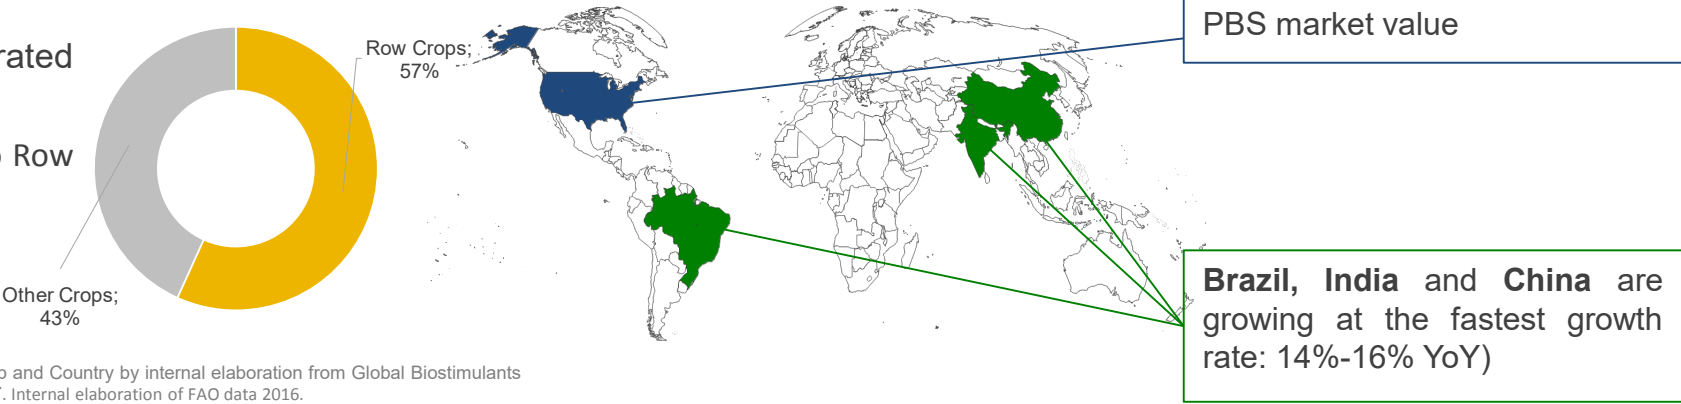 rated
Row Crops;
57%
PBS market value
Row
Other Crops;
43%
Brazil, India and China are
growing at the fastest growth
rate: 14%-16% YoY)
and Country by internal elaboration from Global Biostimulants
. Internal elaboration of FAO data 2016.